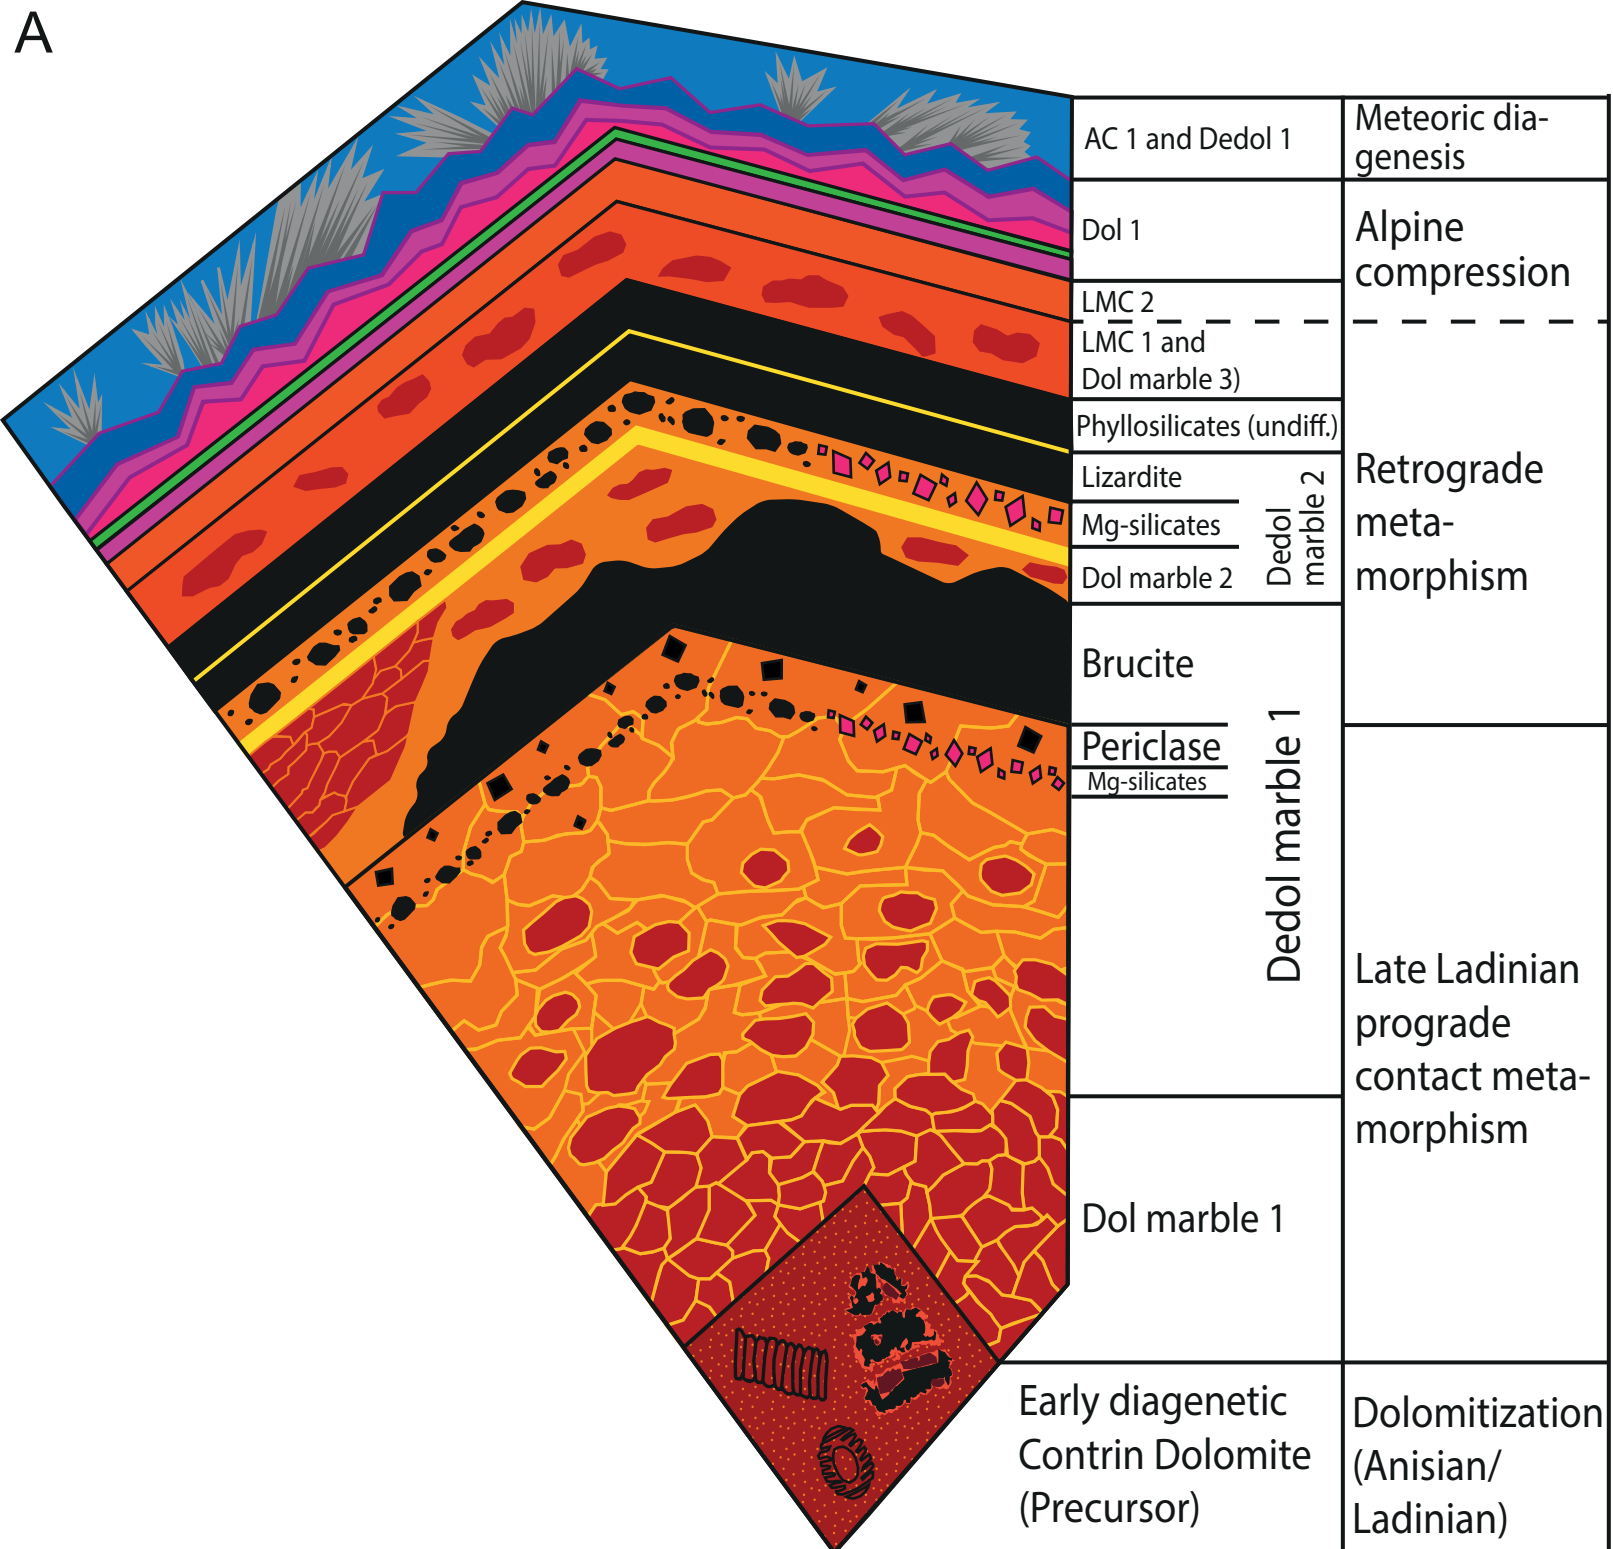 A
AC 1 and Dedol 1
Meteoric dia-
genesis
Dol 1
Alpine
compression
LMC 2
LMC 1 and
Dol marble 3)
Phyllosilicates (undiff.)
Lizardite
Mg-silicates
Dol marble 2
Dedol
marble 2
Retrograde
meta-
morphism
Brucite
Periclase
Mg-silicates
Dedol marble 1
Late Ladinian
prograde
contact meta-
morphism
Dol marble 1
Early diagenetic
Contrin Dolomite
(Precursor)
Dolomitization
(Anisian/
Ladinian)